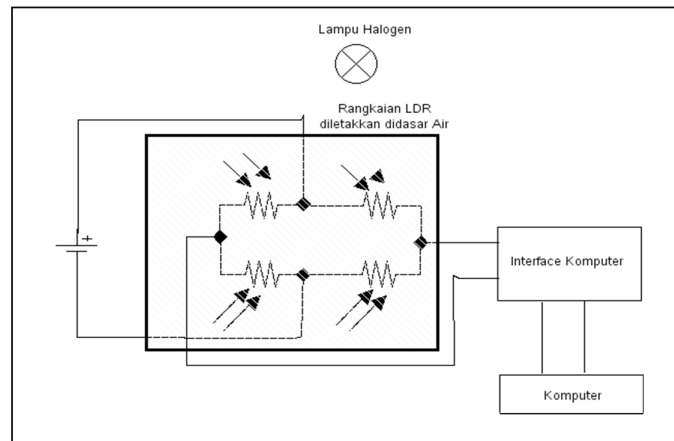 Lampu Halogen
Rangkaian LDR
diletakkan didasar Air
+
Interface Komputer
Komputer